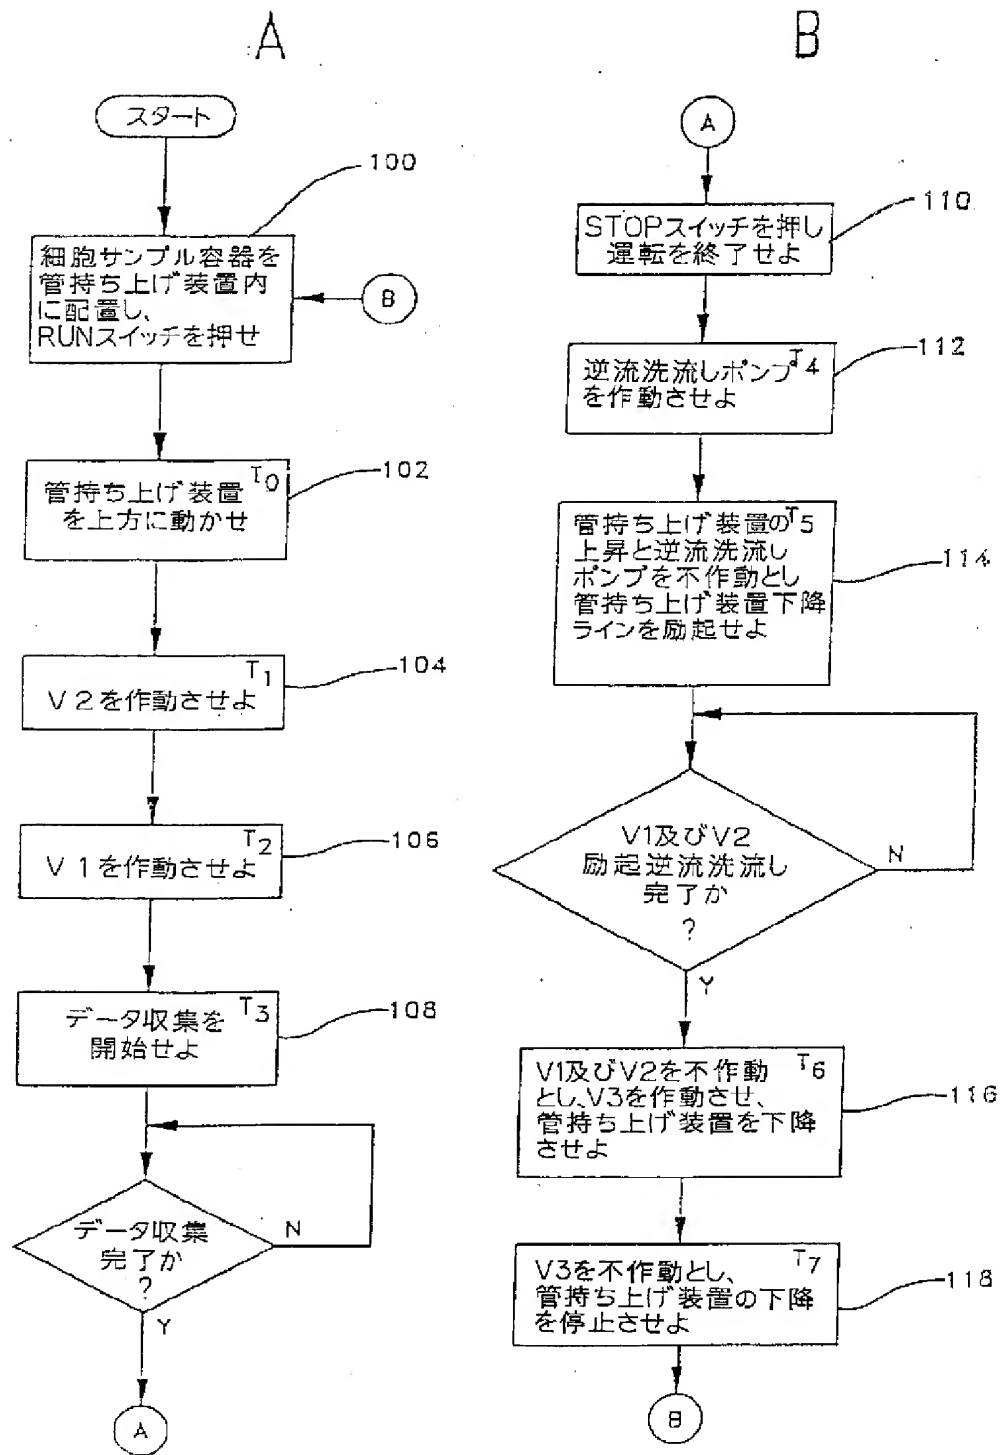 A
スタート
100
細胞サンプル容器を
管持ち上げ装置内
に配置し、
RUNスイッチを押せ
B
T0
102
管持ち上げ装置
を上方に動かせ
T1
104
V2を作動させよ
T2
106
V1を作動させよ
T3
108
データ収集を
開始せよ
データ収集
完了か
?
N
Y
A
B
A
110
STOPスイッチを押し
運転を終了せよ
T4
112
逆流洗流しポンプ
を作動させよ
T5
114
管持ち上げ装置の
上昇と逆流洗流し
ポンプを不作動とし
管持ち上げ装置下降
ラインを励起せよ
V1及びV2
励起逆流洗流し
完了か
?
N
Y
T6
116
V1及びV2を不作動
とし、V3を作動させ、
管持ち上げ装置を下降
させよ
T7
118
V3を不作動とし、
管持ち上げ装置の下降
を停止させよ
B